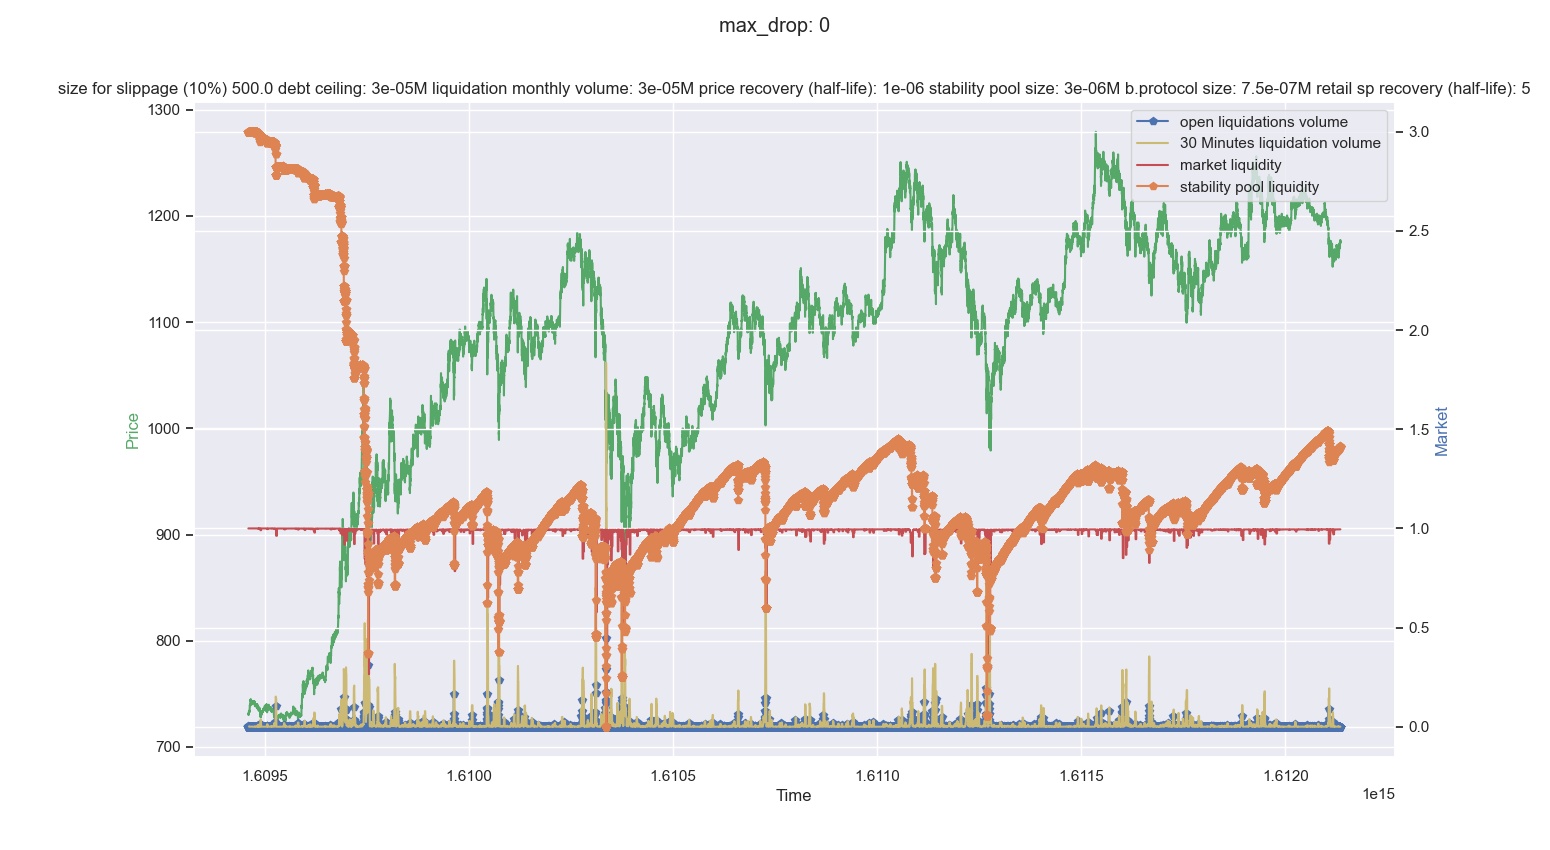 max_drop: 0
size for slippage (10%) 500.0 debt ceiling: 3e-05M liquidation monthly volume: 3e-05M price recovery (half-life): 1e-06 stability pool size: 3e-06M b.protocol size: 7.5e-07M retail sp recovery (half-life): 5
open liquidations volume
30 Minutes liquidation volume
market liquidity
stability pool liquidity
1300
1200
1100
1000
900
800
700
Price
3.0
2.5
2.0
1.5
1.0
0.5
0.0
Market
1.6095 1.6100 1.6105 1.6110 1.6115 1.6120
1e15
Time